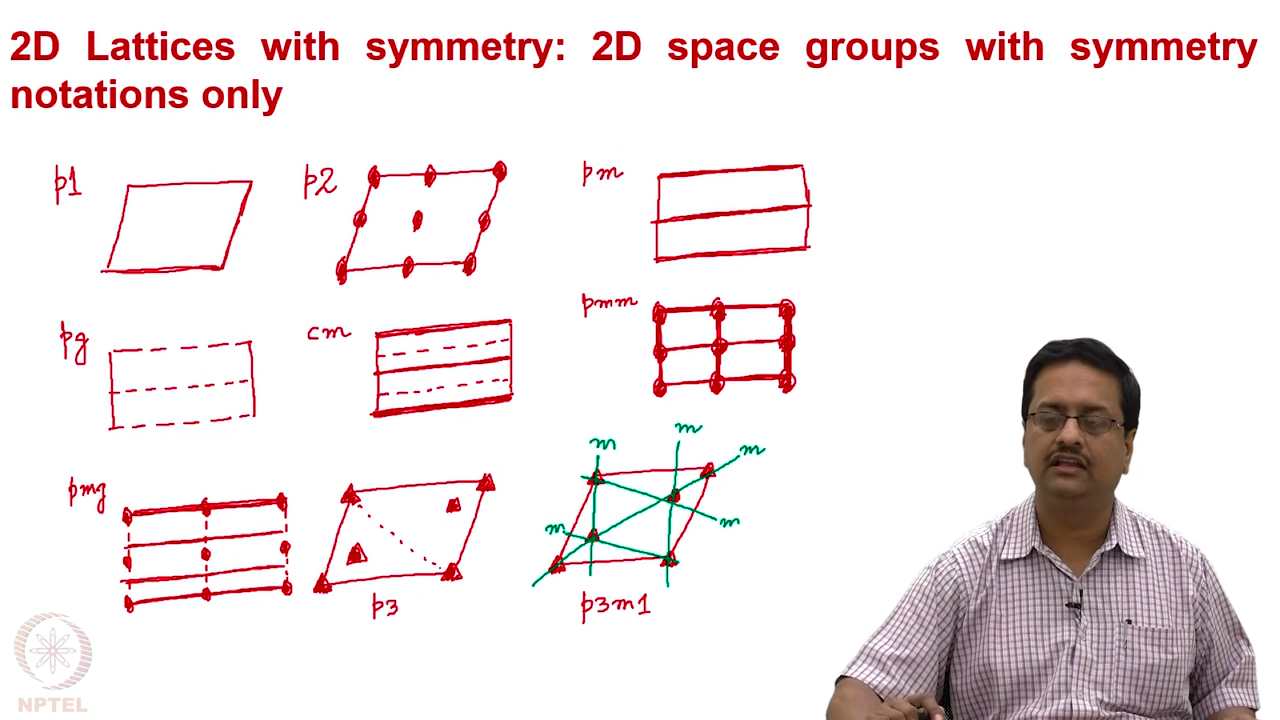 2D Lattices with symmetry: 2D space groups with symmetry
notations only
p1
p2
pm
pg
cm
pmm
pmg
p3
m
m
m
m
m
p3m1
NPTEL